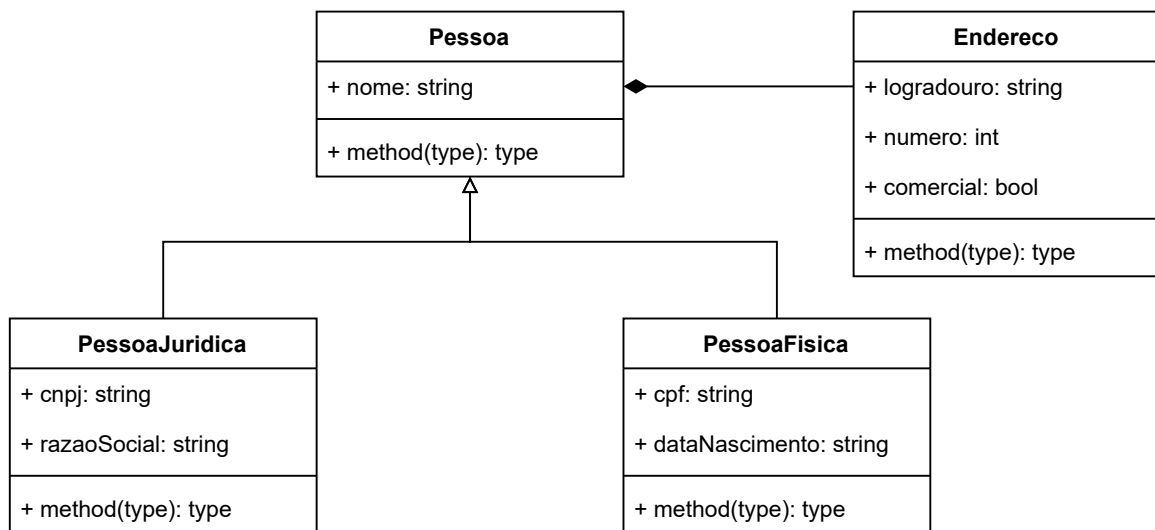 Pessoa
+ nome: string
+ method(type): type
Endereco
+ logradouro: string
+ numero: int
+ comercial: bool
+ method(type): type
PessoaJuridica
+ cnpj: string
+ razaoSocial: string
+ method(type): type
PessoaFisica
+ cpf: string
+ dataNascimento: string
+ method(type): type